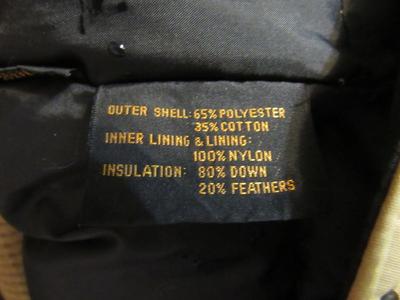 OUTER SHELL: 65% POLYESTER
35% COTTON
INNER LINING & LINING:
100% NYLON
INSULATION: 80% DOWN
20% FEATHERS